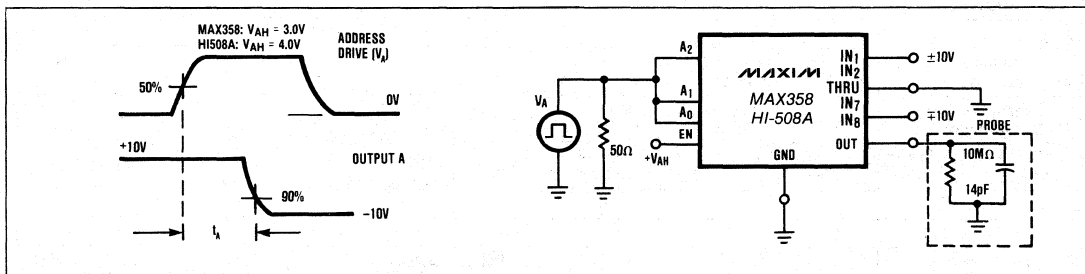 MAX358: VAH = 3.0V
HI508A: VAH = 4.0V
ADDRESS
DRIVE (VA)
50%
0V
+10V
OUTPUT A
90%
−10V
tA
VA
50Ω
+VAH
A2
A1
A0
EN
MAXIM
MAX358
HI-508A
GND
IN1
IN2
THRU
IN7
IN8
OUT
±10V
∓10V
PROBE
10MΩ
14pF